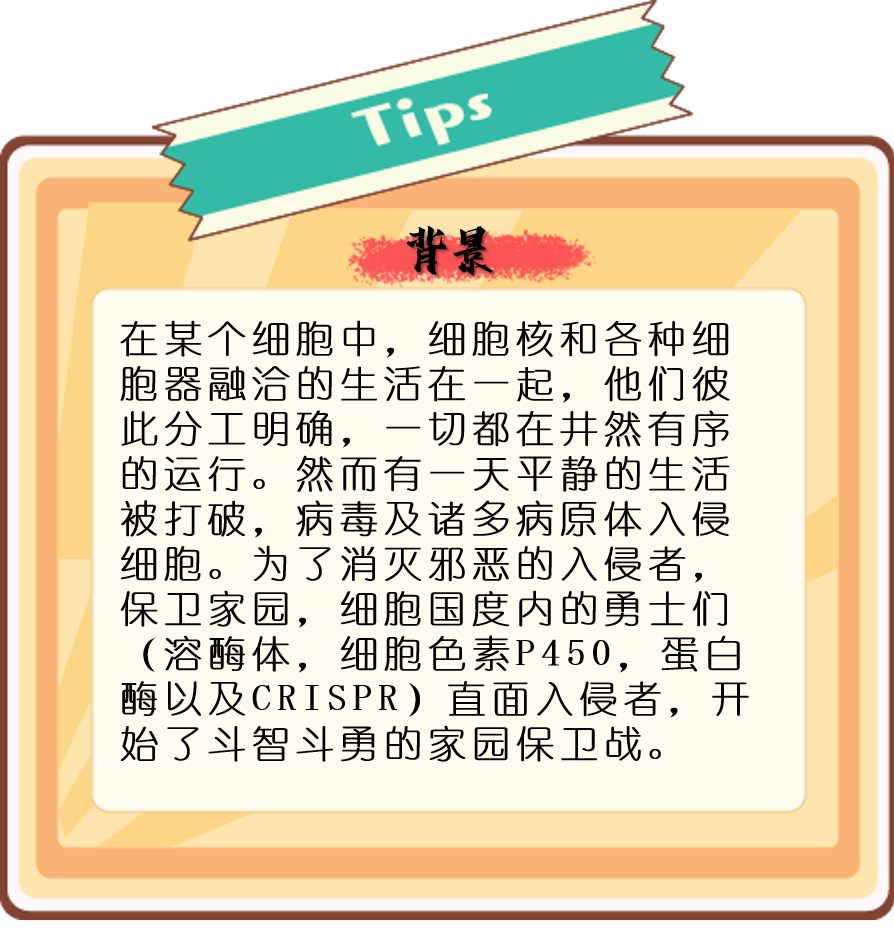 Tips
背景
在某个细胞中，细胞核和各种细
胞器融洽的生活在一起，他们彼
此分工明确，一切都在井然有序
的运行。然而有一天平静的生活
被打破，病毒及诸多病原体入侵
细胞。为了消灭邪恶的入侵者，
保卫家园，细胞国度内的勇士们
（溶酶体，细胞色素P450，蛋白
酶以及CRISPR）直面入侵者，开
始了斗智斗勇的家园保卫战。